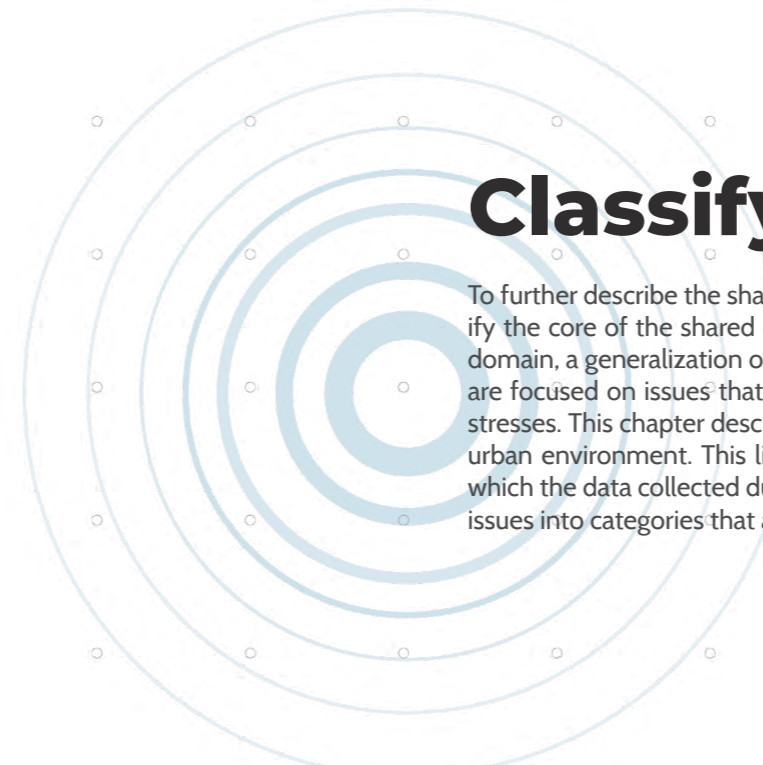 Classify
To further describe the sha
ify the core of the shared
domain, a generalization o
are focused on issues that
stresses. This chapter desc
urban environment. This li
which the data collected du
issues into categories that a